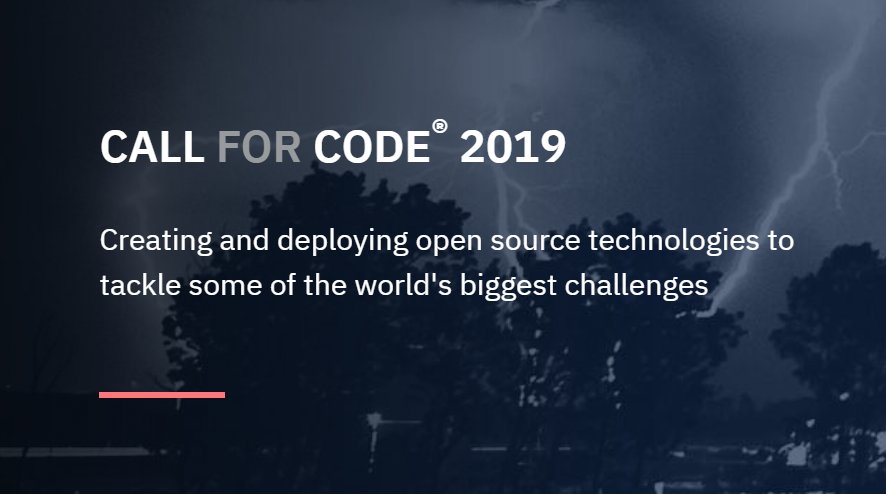 CALL FOR CODE® 2019
Creating and deploying open source technologies to
tackle some of the world's biggest challenges